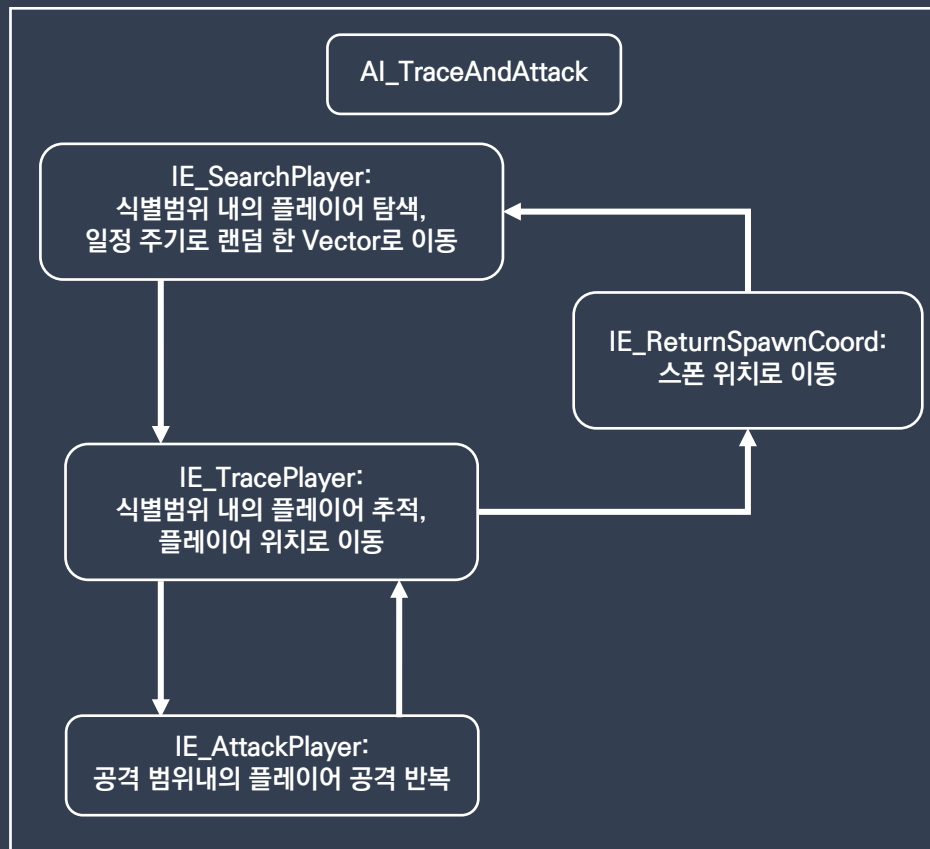 AI_TraceAndAttack
IE_SearchPlayer:
식별범위 내의 플레이어 탐색,
일정 주기로 랜덤 한 Vector로 이동
IE_ReturnSpawnCoord:
스폰 위치로 이동
IE_TracePlayer:
식별범위 내의 플레이어 추적,
플레이어 위치로 이동
IE_AttackPlayer:
공격 범위내의 플레이어 공격 반복